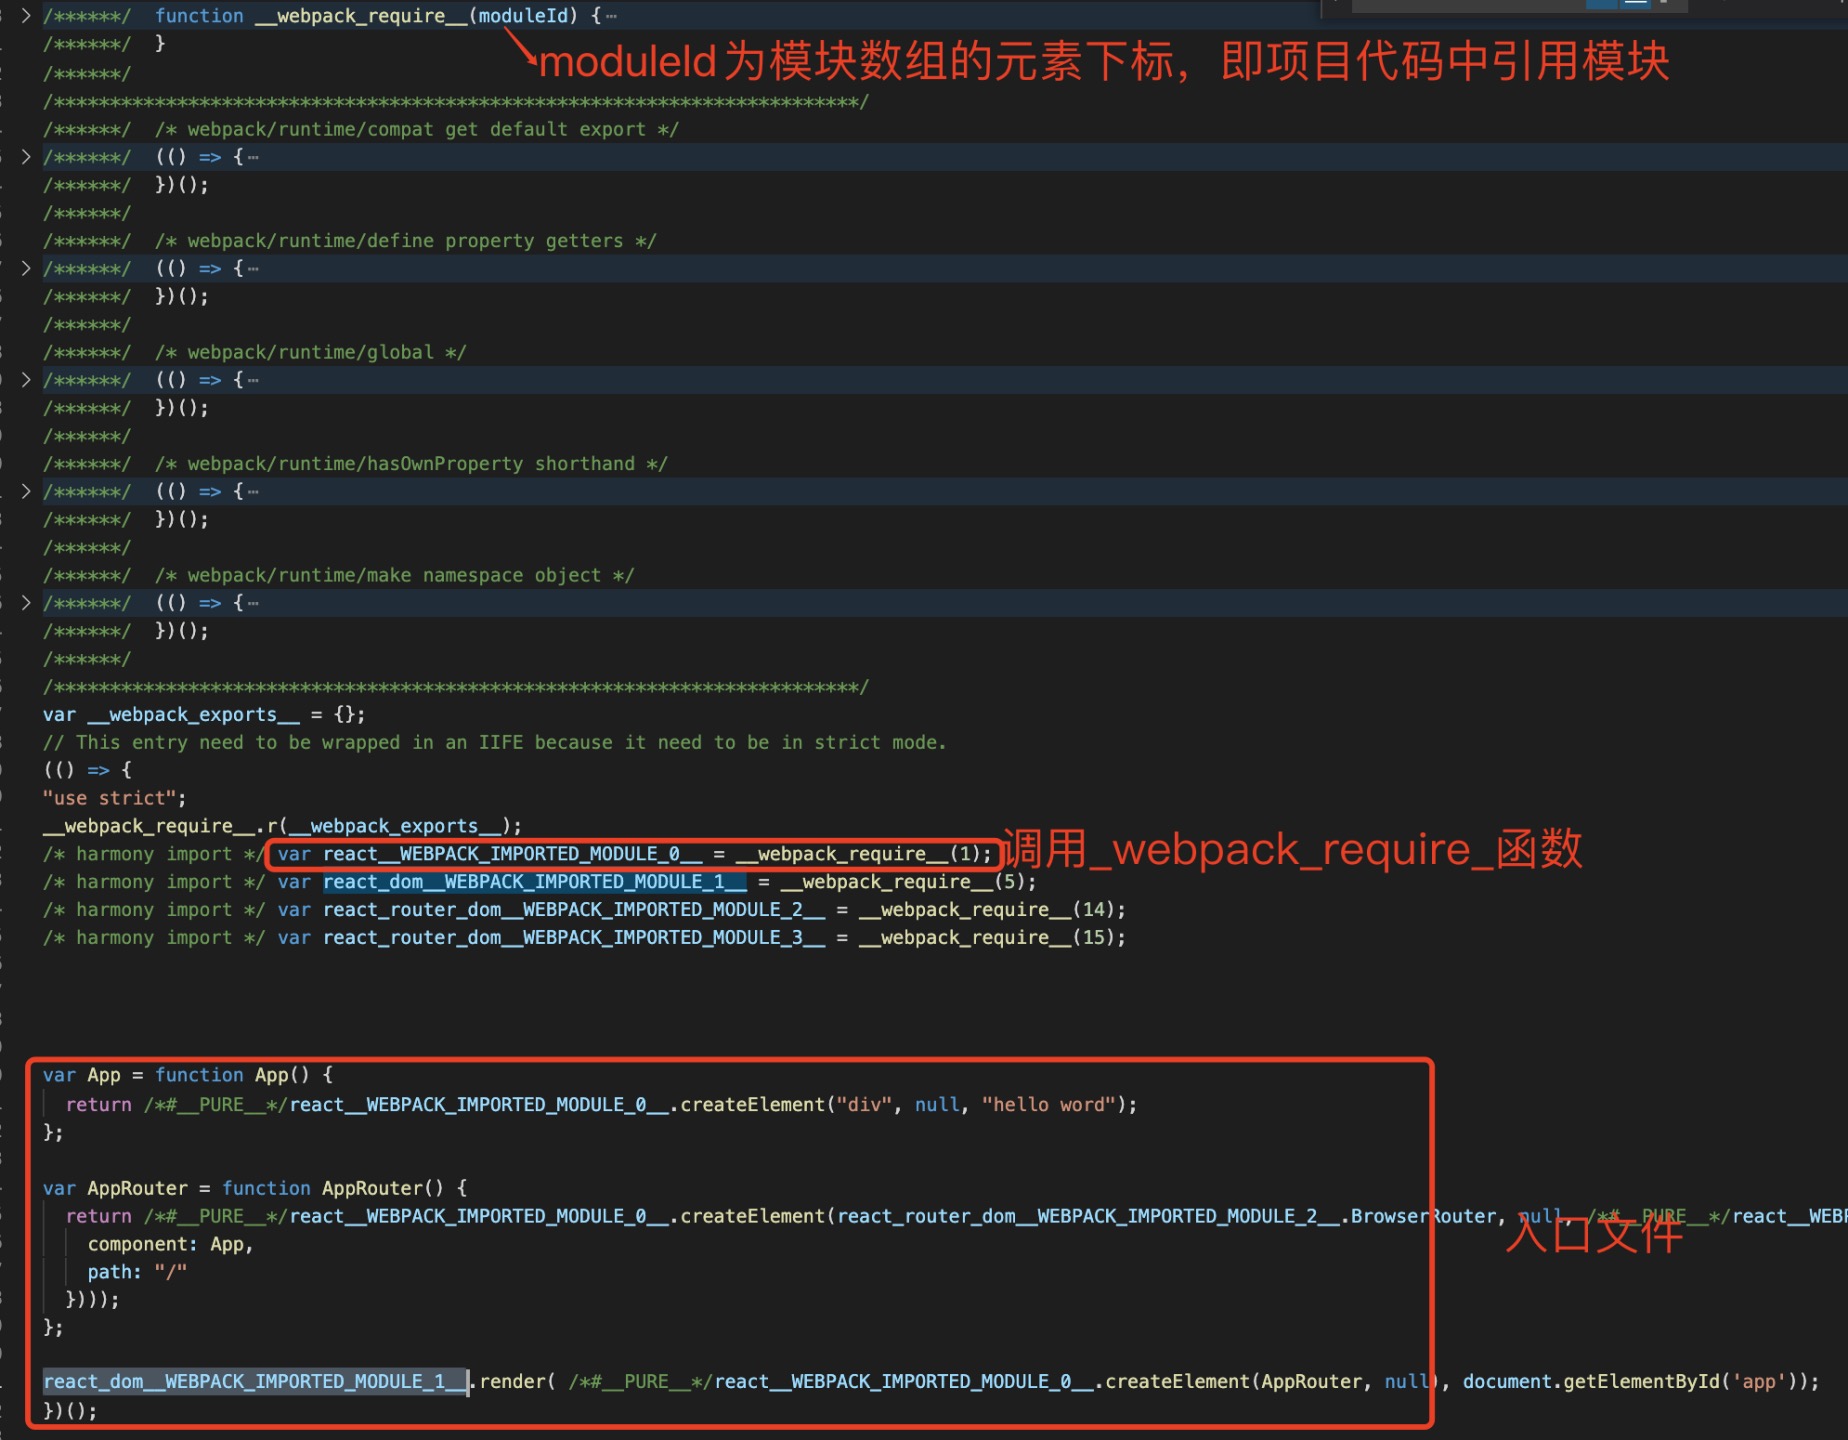 /******/ 	function __webpack_require__(moduleId) {…
/******/ 	}
moduleId为模块数组的元素下标，即项目代码中引用模块
/******/
/************************************************************************/
/******/ 	/* webpack/runtime/compat get default export */
/******/ 	(() => {…
/******/ 	})();
/******/
/******/ 	/* webpack/runtime/define property getters */
/******/ 	(() => {…
/******/ 	})();
/******/
/******/ 	/* webpack/runtime/global */
/******/ 	(() => {…
/******/ 	})();
/******/
/******/ 	/* webpack/runtime/hasOwnProperty shorthand */
/******/ 	(() => {…
/******/ 	})();
/******/
/******/ 	/* webpack/runtime/make namespace object */
/******/ 	(() => {…
/******/ 	})();
/******/
/************************************************************************/
var __webpack_exports__ = {};
// This entry need to be wrapped in an IIFE because it need to be in strict mode.
(() => {
"use strict";
__webpack_require__.r(__webpack_exports__);
/* harmony import */ var react__WEBPACK_IMPORTED_MODULE_0__ = __webpack_require__(1);
调用_webpack_require_函数
/* harmony import */ var react_dom__WEBPACK_IMPORTED_MODULE_1__ = __webpack_require__(5);
/* harmony import */ var react_router_dom__WEBPACK_IMPORTED_MODULE_2__ = __webpack_require__(14);
/* harmony import */ var react_router_dom__WEBPACK_IMPORTED_MODULE_3__ = __webpack_require__(15);
var App = function App() {
return /*#__PURE__*/react__WEBPACK_IMPORTED_MODULE_0__.createElement("div", null, "hello word");
};
var AppRouter = function AppRouter() {
return /*#__PURE__*/react__WEBPACK_IMPORTED_MODULE_0__.createElement(react_router_dom__WEBPACK_IMPORTED_MODULE_2__.BrowserRouter, null, /*#__PURE__*/react__WEB
入口文件
component: App,
path: "/"
})));
};
react_dom__WEBPACK_IMPORTED_MODULE_1__.render( /*#__PURE__*/react__WEBPACK_IMPORTED_MODULE_0__.createElement(AppRouter, null), document.getElementById('app'));
})();